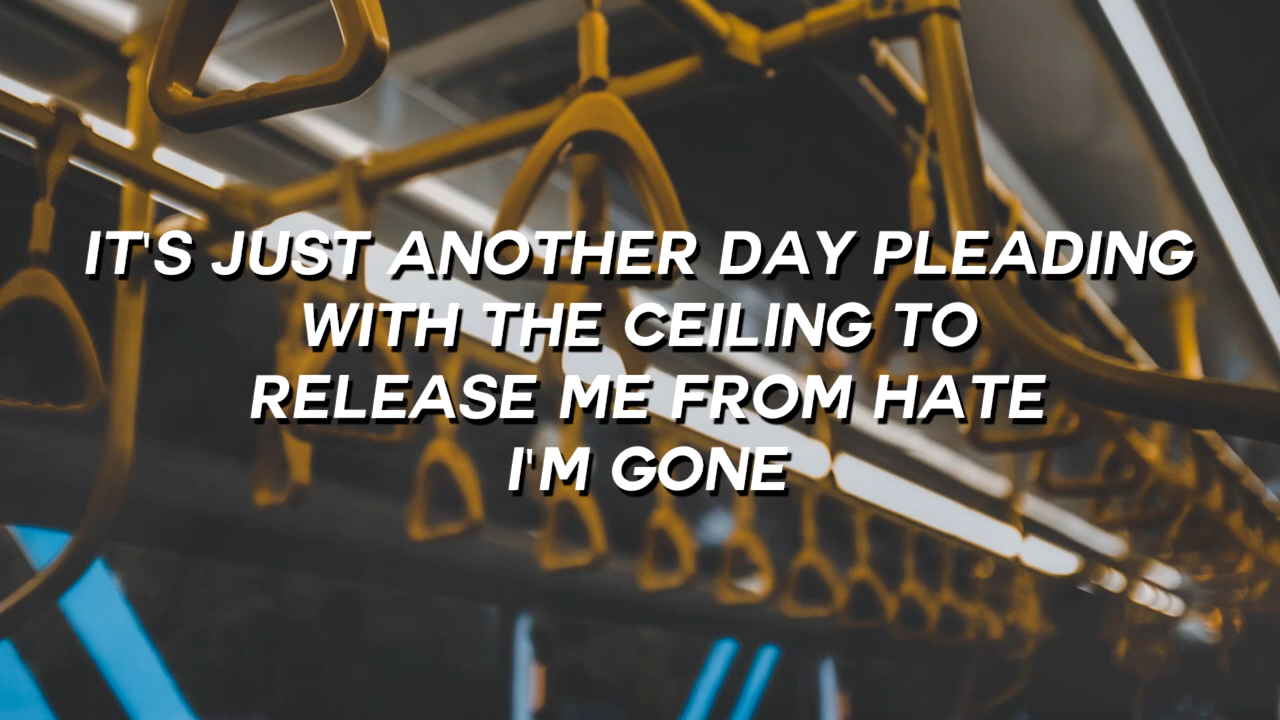 IT'S JUST ANOTHER DAY PLEADING
WITH THE CEILING TO
RELEASE ME FROM HATE
I'M GONE